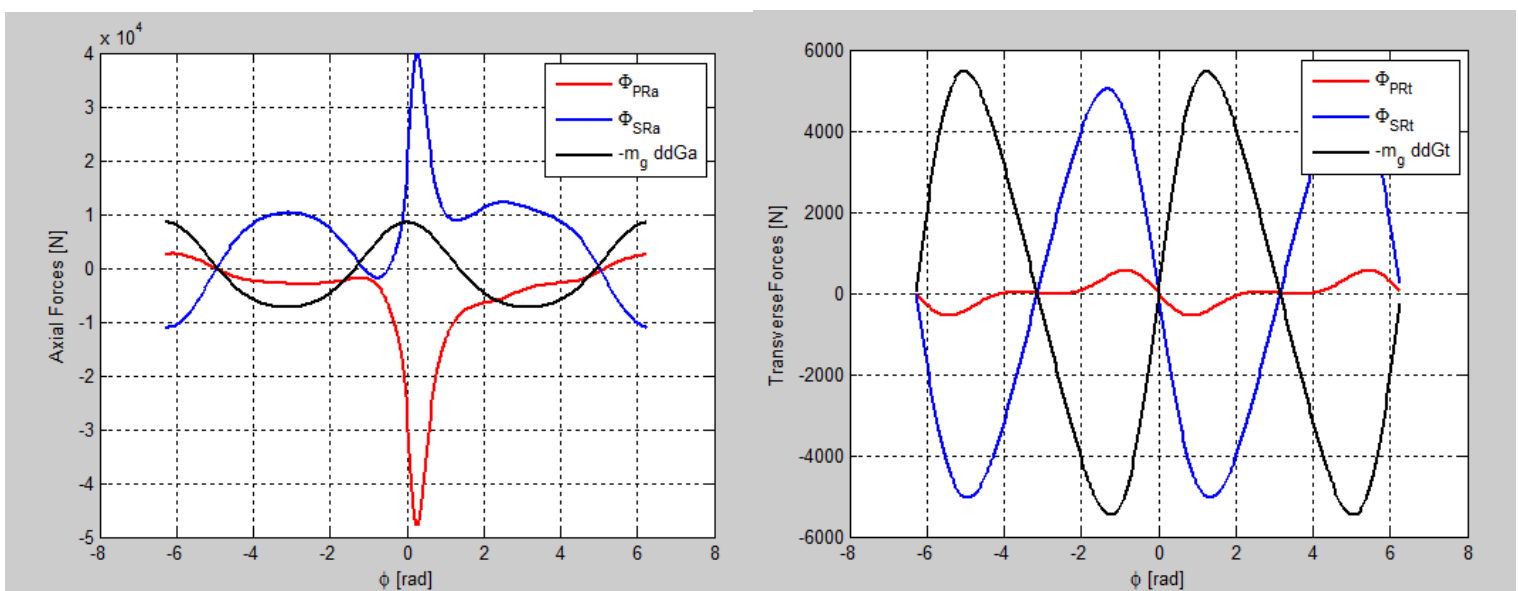 x 10⁴
4
3
2
1
0
-1
-2
-3
-4
-5
Axial Forces [N]
-8 -6 -4 -2 0 2 4 6 8
ϕ [rad]
Φ_PRa
Φ_SRa
-m_g ddGa
6000
4000
2000
0
-2000
-4000
-6000
Transverse Forces [N]
-8 -6 -4 -2 0 2 4 6 8
ϕ [rad]
Φ_PRt
Φ_SRt
-m_g ddGt